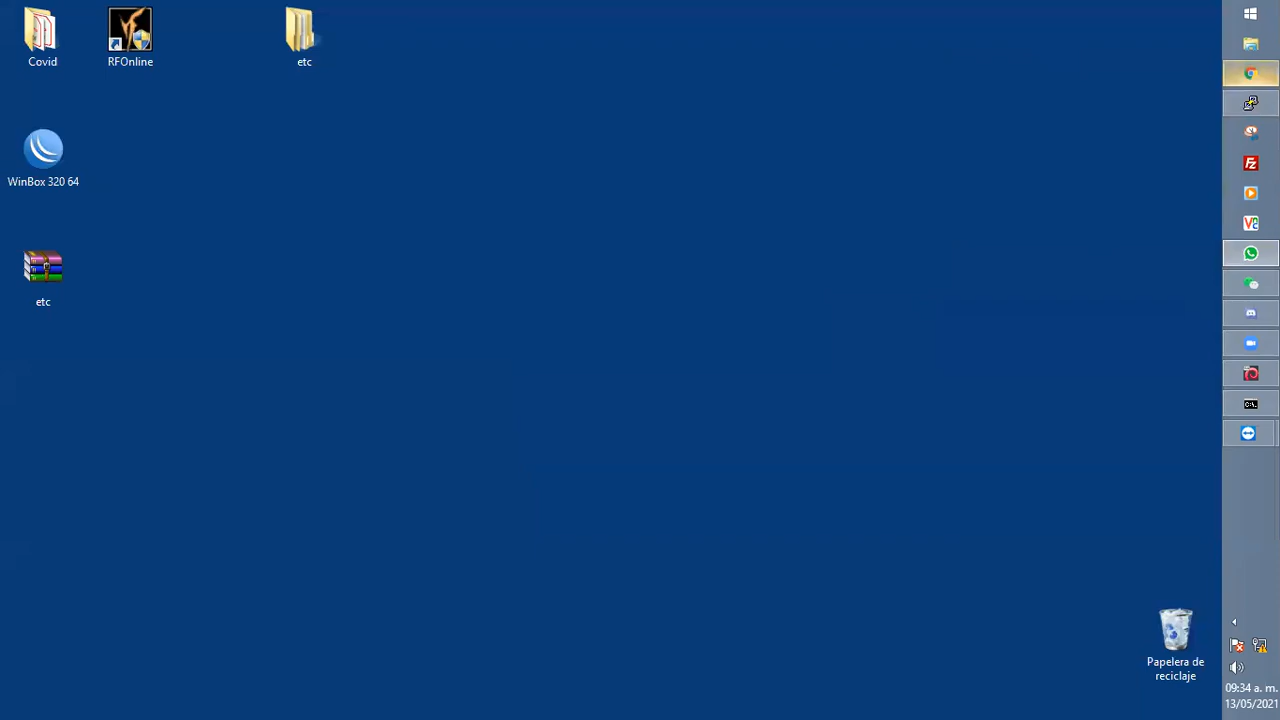 Covid
RFOnline
etc
WinBox 320 64
etc
Papelera de
reciclaje
09:34 a. m.
13/05/2021